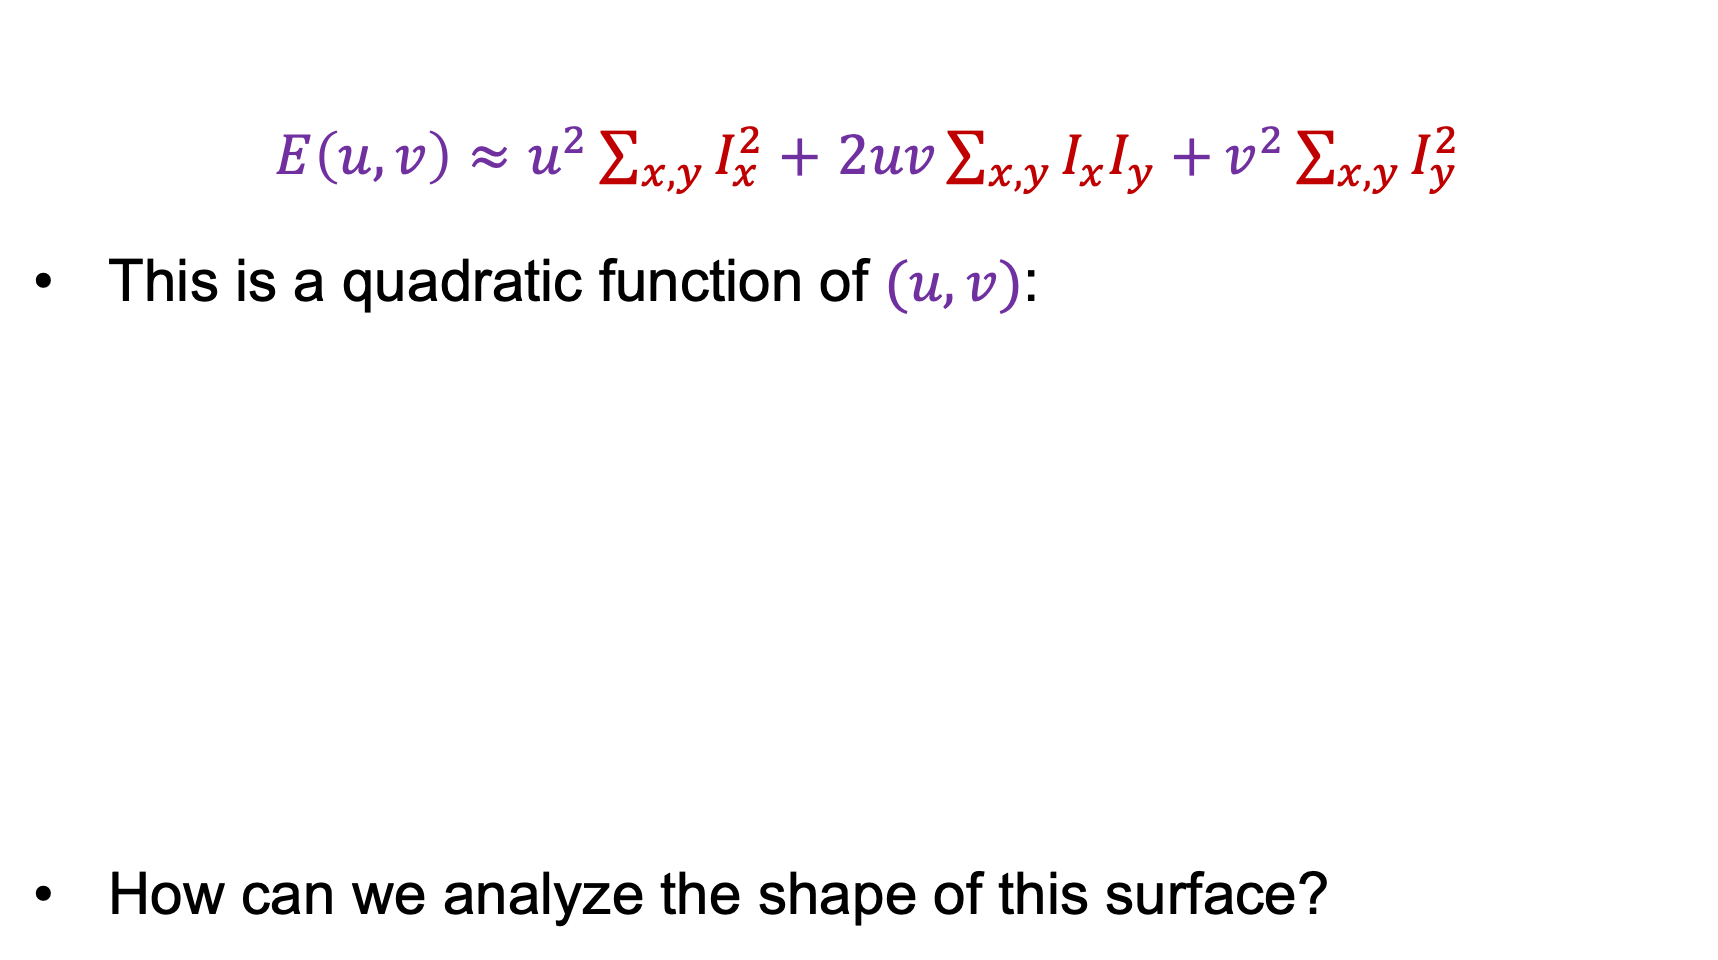 E(u, v) ≈ u² ∑x,y Iₓ² + 2uv ∑x,y IₓIy + v² ∑x,y Iy²
• This is a quadratic function of (u, v):
• How can we analyze the shape of this surface?